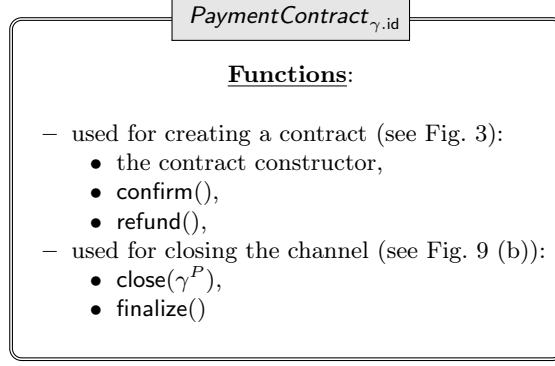 PaymentContract_γ.id
Functions:
– used for creating a contract (see Fig. 3):
• the contract constructor,
• confirm(),
• refund(),
– used for closing the channel (see Fig. 9 (b)):
• close(γ^P),
• finalize()